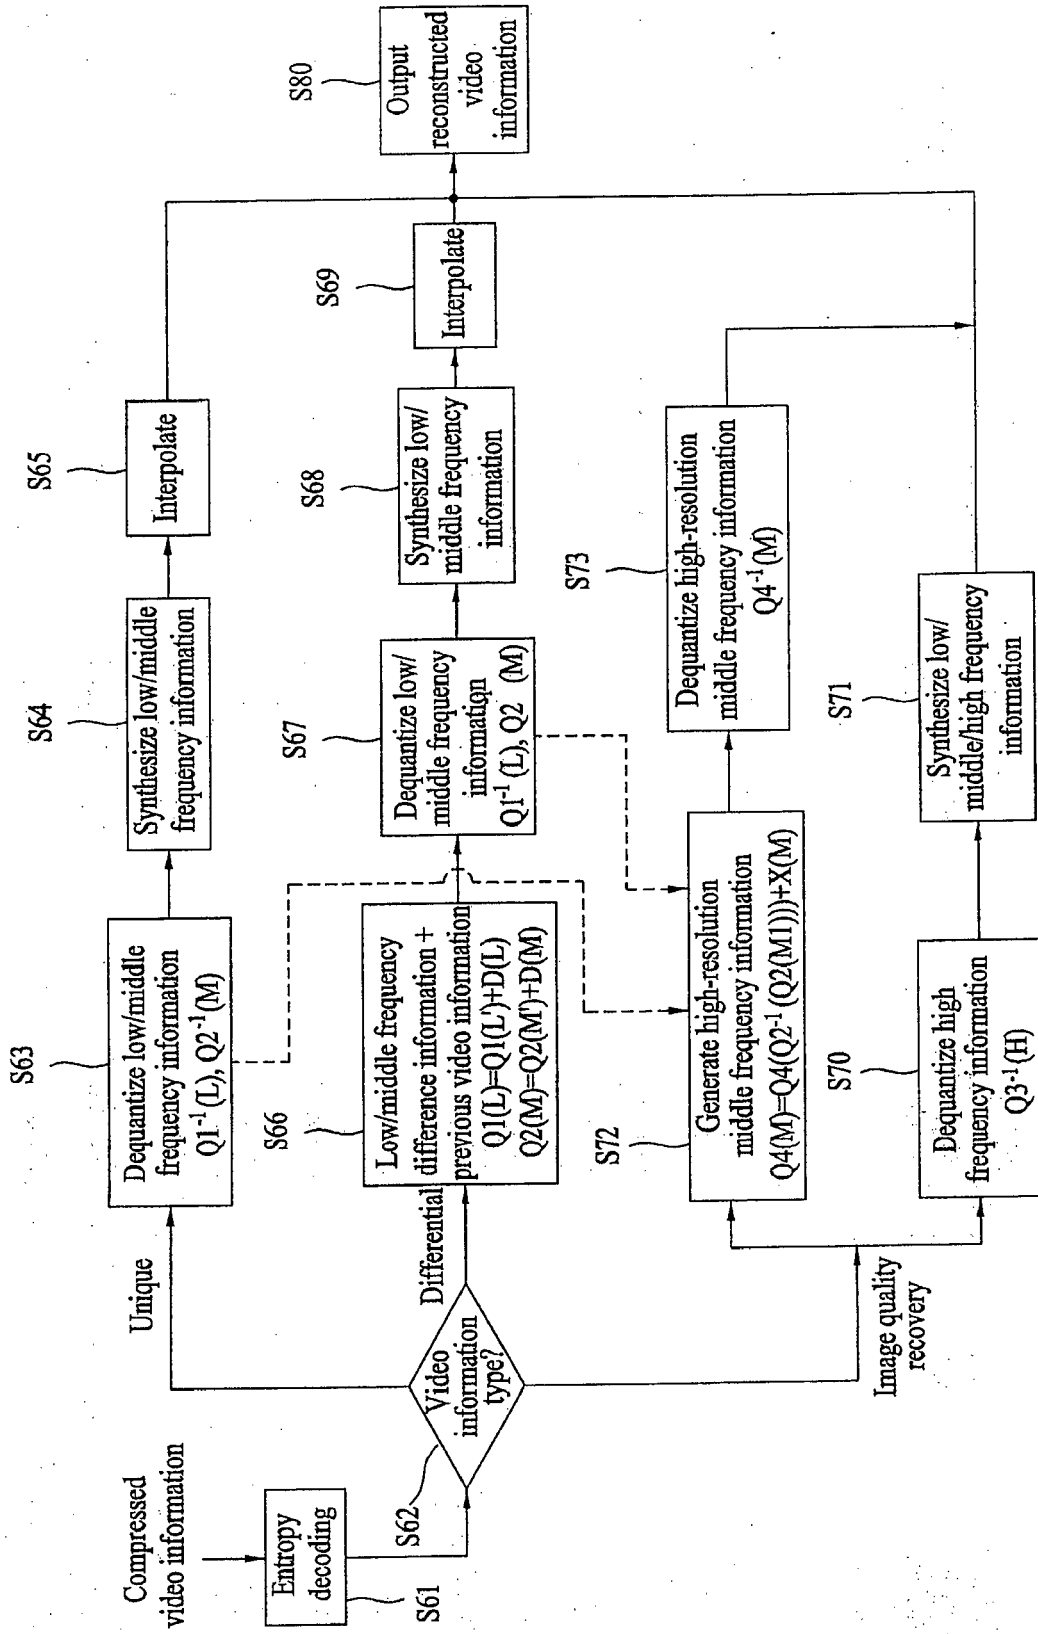 Compressed
video information
Entropy
decoding
S61
S62
Video
information
type?
Unique
Differential
Image quality
recovery
S63
Dequantize low/middle
frequency information
Q1-1 (L), Q2-1 (M)
S64
Synthesize low/middle
frequency information
S65
Interpolate
S66
Low/middle frequency
difference information +
previous video information
Q1(L)=Q1(L')+D(L)
Q2(M)=Q2(M')+D(M)
S67
Dequantize low/
middle frequency
information
Q1-1 (L), Q2 (M)
S68
Synthesize low/
middle frequency
information
S69
Interpolate
S80
Output
reconstructed
video
information
S72
Generate high-resolution
middle frequency information
Q4(M)=Q4(Q2-1 (Q2(M1)))+X(M)
S73
Dequantize high-resolution
middle frequency information
Q4-1 (M)
S70
Dequantize high
frequency information
Q3-1(H)
S71
Synthesize low/
middle/high frequency
information